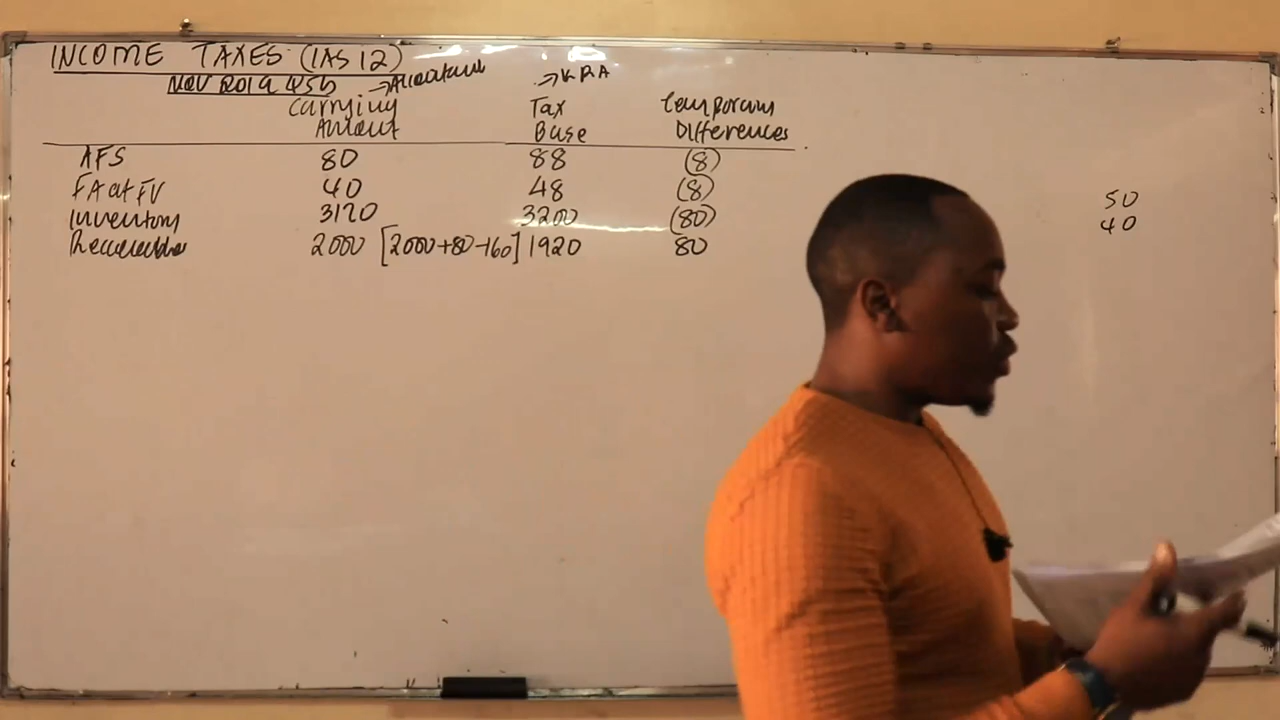 INCOME TAXES (IAS 12)
NOV 2019 Q5b
→KRA
Carrying Amount
Tax Base
Temporary Differences
AFS 80 88 (8)
FA at FV 40 48 (8)
Inventory 3120 3200 (80)
Receivables 2000 [2000+80-160] 1920 80
50
40